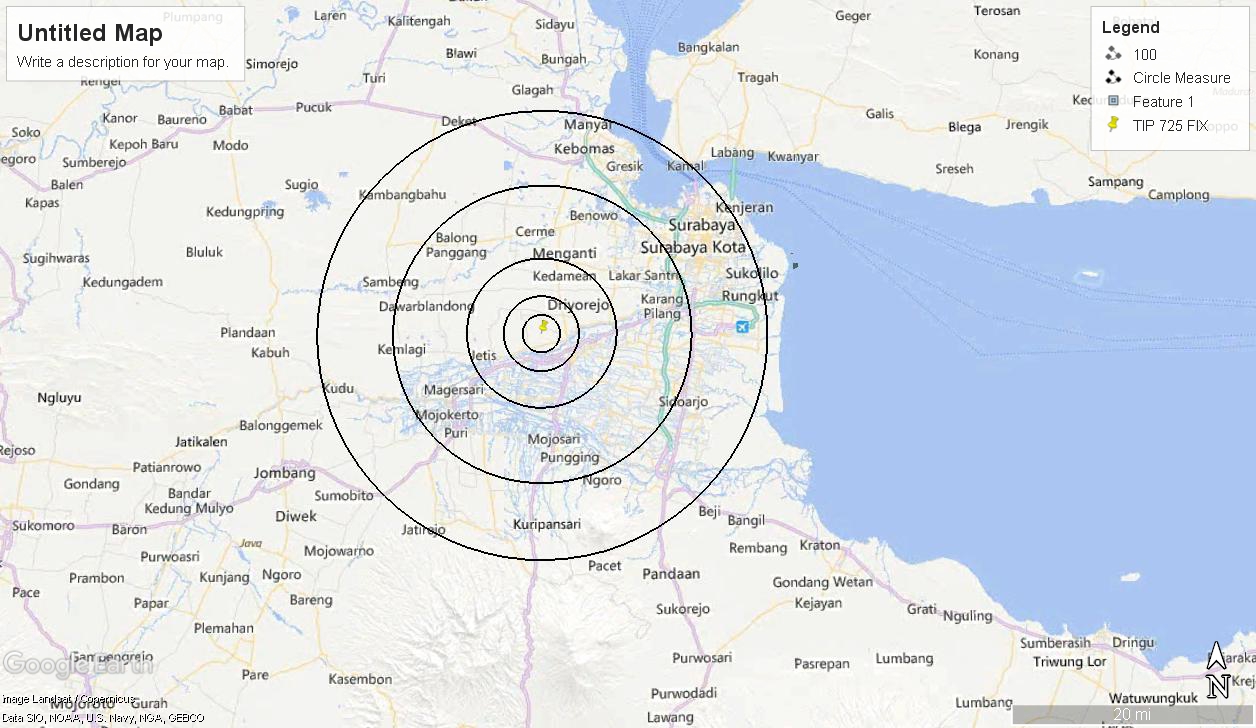 Untitled Map
Write a description for your map.
Legend
100
Circle Measure
Feature 1
TIP 725 FIX
Plumpang
Laren
Kalitengah
Sidayu
Geger
Terosan
Blawi
Bungah
Bangkalan
Konang
Simorejo
Turi
Tragah
Renger
Glagah
Babat
Pucuk
Kanor
Baureno
Deket
Manyar
Galis
Blega
Jrengik
Soko
Kepoh Baru
Modo
Kebomas
Labang
Kwanyar
Sumberejo
Gresik
Kamal
Sreseh
Balen
Sugio
Kambangbahu
Sampang
Camplong
Kapas
Kedungpring
Benowo
Kenjeran
Surabaya
Cerme
Balong
Panggang
Surabaya Kota
Bluluk
Menganti
Sugihwaras
Kedungadem
Sambeng
Kedamean
Lakar Santri
Sukolilo
Rungkut
Dawarblandong
Driyorejo
Karang
Pilang
Plandaan
Kabuh
Kemlagi
Jetis
Kudu
Magersari
Ngluyu
Sidoarjo
Mojokerto
Puri
Balonggemek
Jatikalen
Mojosari
Rejoso
Patianrowo
Jombang
Pungging
Gondang
Ngoro
Bandar
Kedung Mulyo
Sumobito
Diwek
Beji
Bangil
Sukomoro
Baron
Jatirejo
Kuripansari
Java
Mojowarno
Rembang
Kraton
Purwoasri
Pacet
Pandaan
Prambon
Kunjang
Ngoro
Gondang Wetan
Pace
Papar
Bareng
Sukorejo
Kejayan
Grati
Nguling
Plemahan
Sumberasih
Dringu
Purwosari
Pasrepan
Lumbang
Triwung Lor
Pare
Kasembon
Purwodadi
Lumbang
Watuwungkuk
Gurah
Lawang
Google Earth
Image Landsat / Copernicus
Data SIO, NOAA, U.S. Navy, NGA, GEBCO
N
20 mi